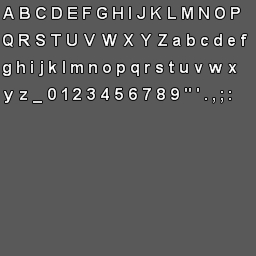 A B C D E F G H I J K L M N O P
Q R S T U V W X Y Z a b c d e f
g h i j k l m n o p q r s t u v w x
y z _ 0 1 2 3 4 5 6 7 8 9 " ' . , ; :